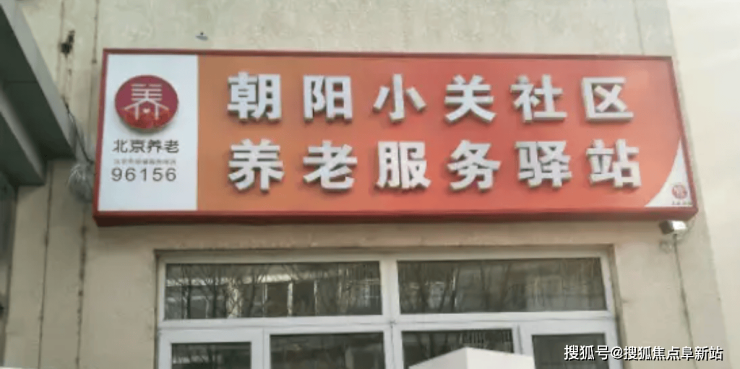 养
北京养老
96156
朝阳小关社区
养老服务驿站
搜狐号@搜狐焦点阜新站